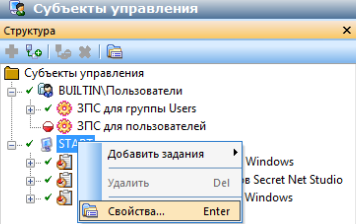 Субъекты управления
Структура
Субъекты управления
BUILTIN\Пользователи
ЗПС для группы Users
ЗПС для пользователей
START
Добавить задания
Windows
Удалить Del
в Secret Net Studio
Свойства... Enter
Windows